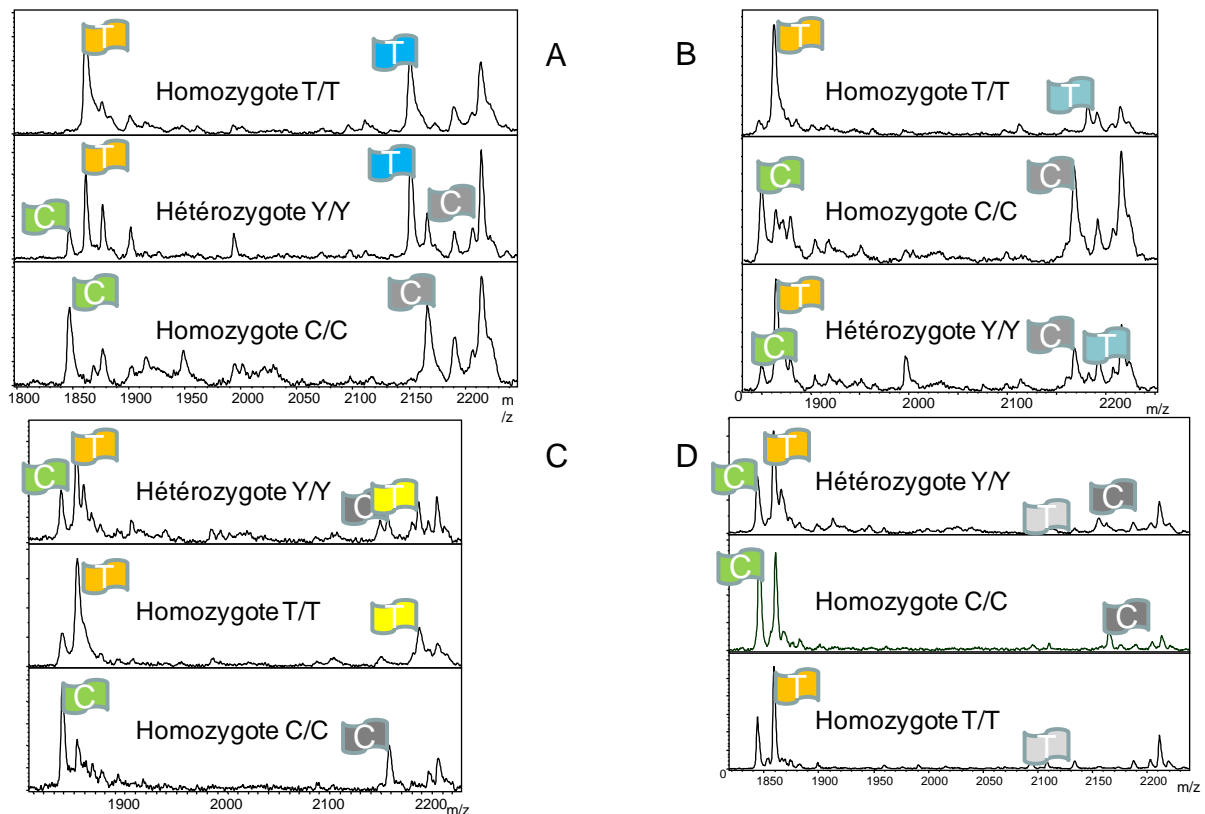 T T
Homozygote T/T
A
T T
C Hétérozygote Y/Y C
C C
Homozygote C/C
1800 1850 1900 1950 2000 2050 2100 2150 2200 m
/z
B
T
Homozygote T/T T
C C
Homozygote C/C
T
Hétérozygote Y/Y C T
C
0 1900 2000 2100 2200 m/z
C
T
C Hétérozygote Y/Y C T
T
Homozygote T/T T
C
Homozygote C/C C
1900 2000 2100 2200 m/z
D
C T
Hétérozygote Y/Y
T C
C
Homozygote C/C C
T
Homozygote T/T
T
0 1850 1900 1950 2000 2050 2100 2150 2200 m/z